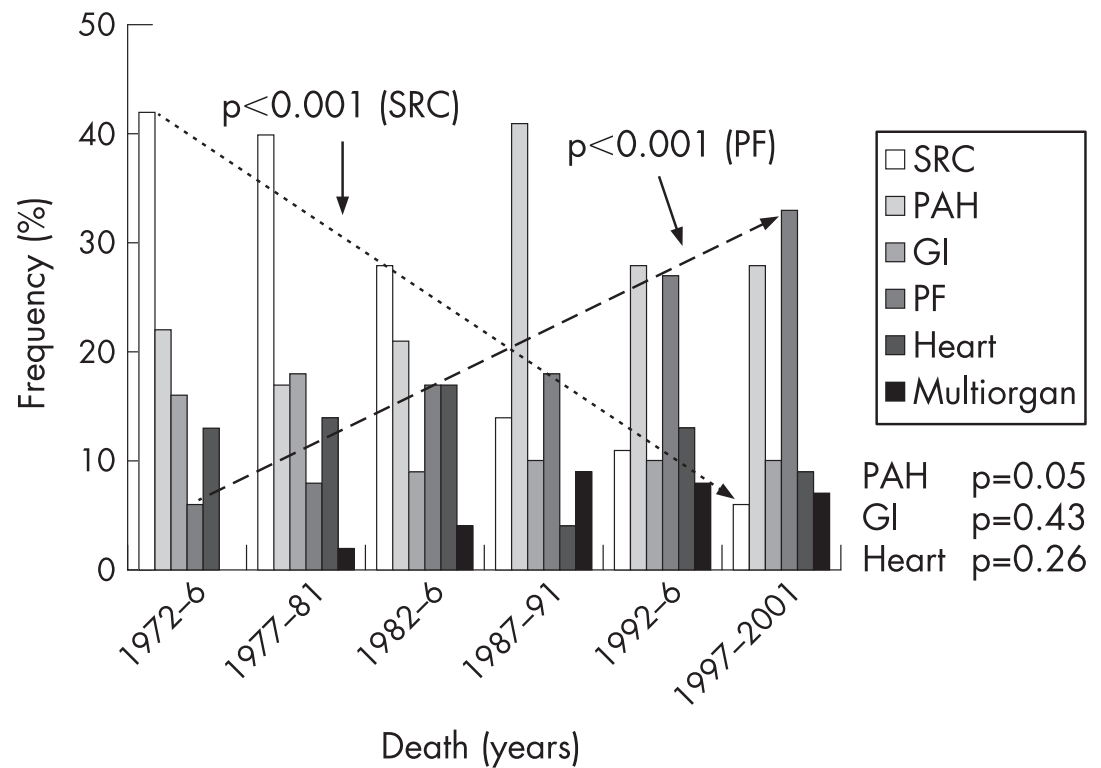 50
40
30
20
10
0
Frequency (%)
p<0.001 (SRC)
p<0.001 (PF)
SRC
PAH
GI
PF
Heart
Multiorgan
PAH p=0.05
GI p=0.43
Heart p=0.26
1972–6
1977–81
1982–6
1987–91
1992–6
1997–2001
Death (years)